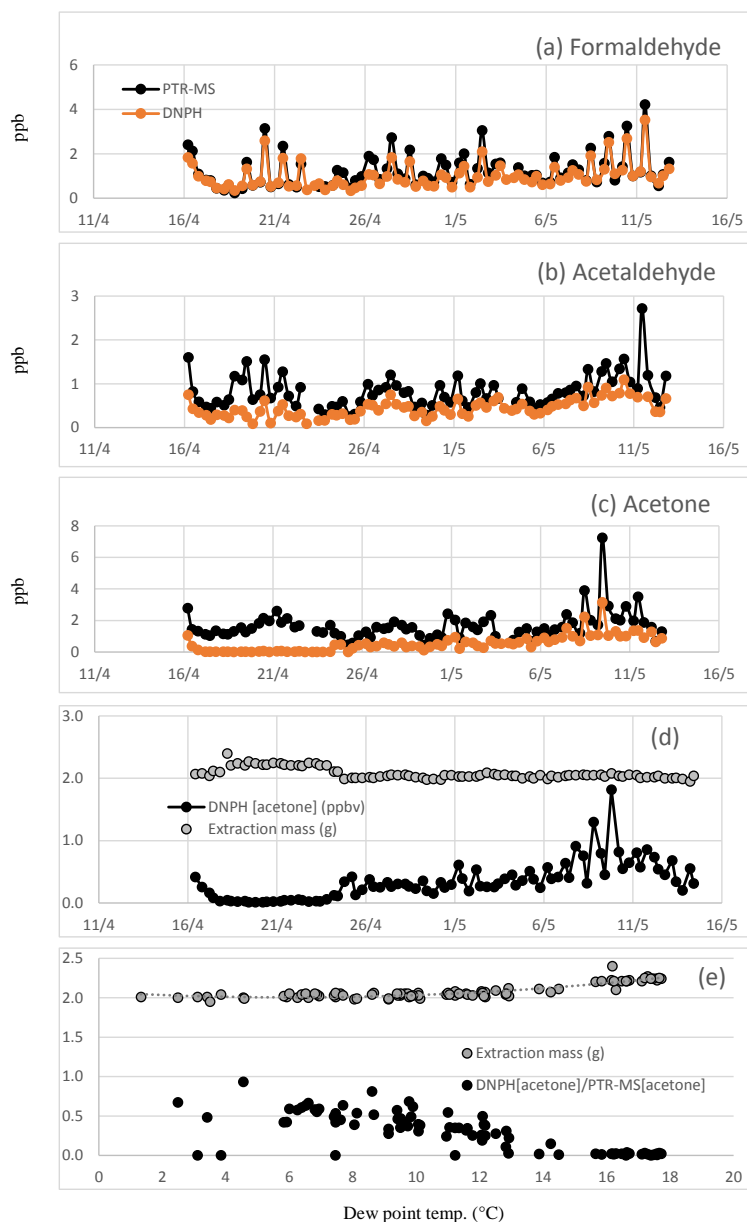 (a) Formaldehyde
6
4
2
0
ppb
PTR-MS
DNPH
11/4 16/4 21/4 26/4 1/5 6/5 11/5 16/5
(b) Acetaldehyde
3
2
1
0
ppb
11/4 16/4 21/4 26/4 1/5 6/5 11/5 16/5
(c) Acetone
8
6
4
2
0
ppb
11/4 16/4 21/4 26/4 1/5 6/5 11/5 16/5
(d)
3.0
2.0
1.0
0.0
DNPH [acetone] (ppbv)
Extraction mass (g)
11/4 16/4 21/4 26/4 1/5 6/5 11/5 16/5
(e)
2.5
2.0
1.5
1.0
0.5
0.0
Extraction mass (g)
DNPH[acetone]/PTR-MS[acetone]
0 2 4 6 8 10 12 14 16 18 20
Dew point temp. (°C)